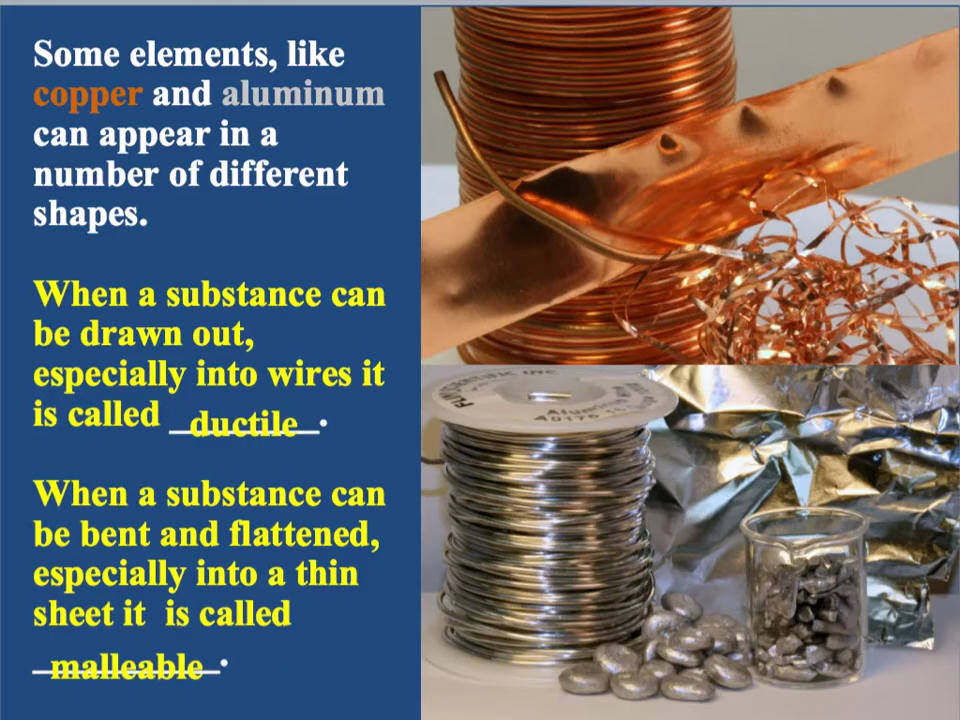 Some elements, like
copper and aluminum
can appear in a
number of different
shapes.
When a substance can
be drawn out,
especially into wires it
is called ductile.
When a substance can
be bent and flattened,
especially into a thin
sheet it is called
malleable.
40176